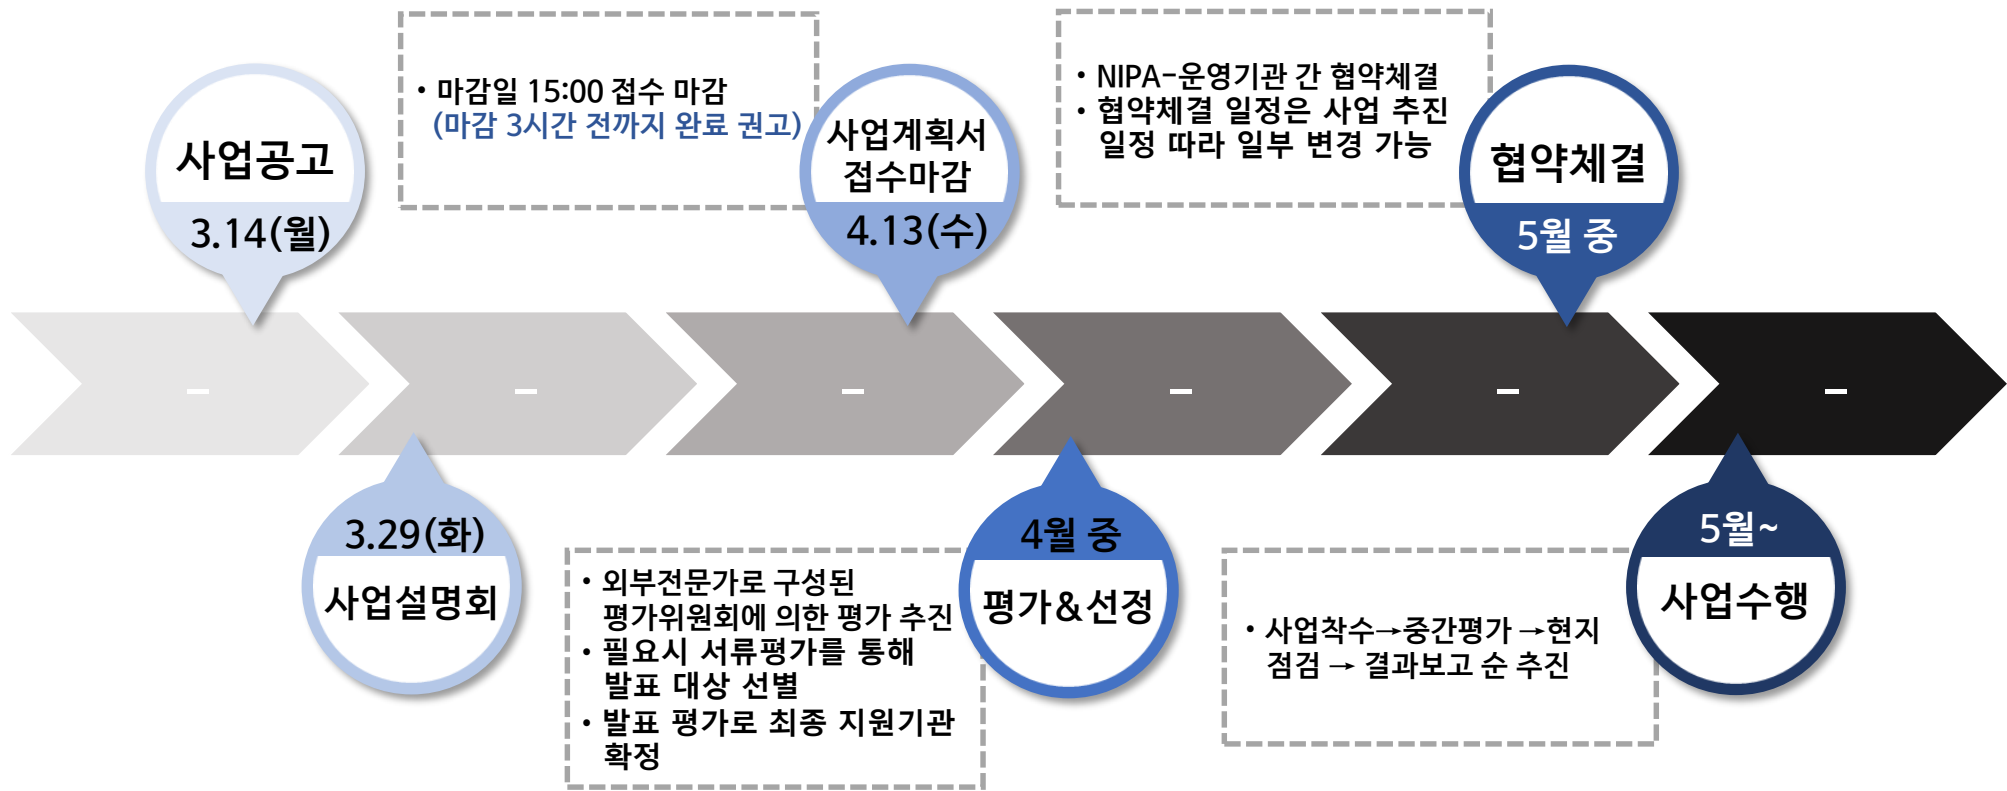 사업공고
3.14(월)
• 마감일 15:00 접수 마감
(마감 3시간 전까지 완료 권고)
사업계획서
접수마감
4.13(수)
• NIPA-운영기관 간 협약체결
• 협약체결 일정은 사업 추진
일정 따라 일부 변경 가능
협약체결
5월 중
3.29(화)
사업설명회
• 외부전문가로 구성된
평가위원회에 의한 평가 추진
• 필요시 서류평가를 통해
발표 대상 선별
• 발표 평가로 최종 지원기관
확정
4월 중
평가&선정
• 사업착수→중간평가 →현지
점검 → 결과보고 순 추진
5월~
사업수행